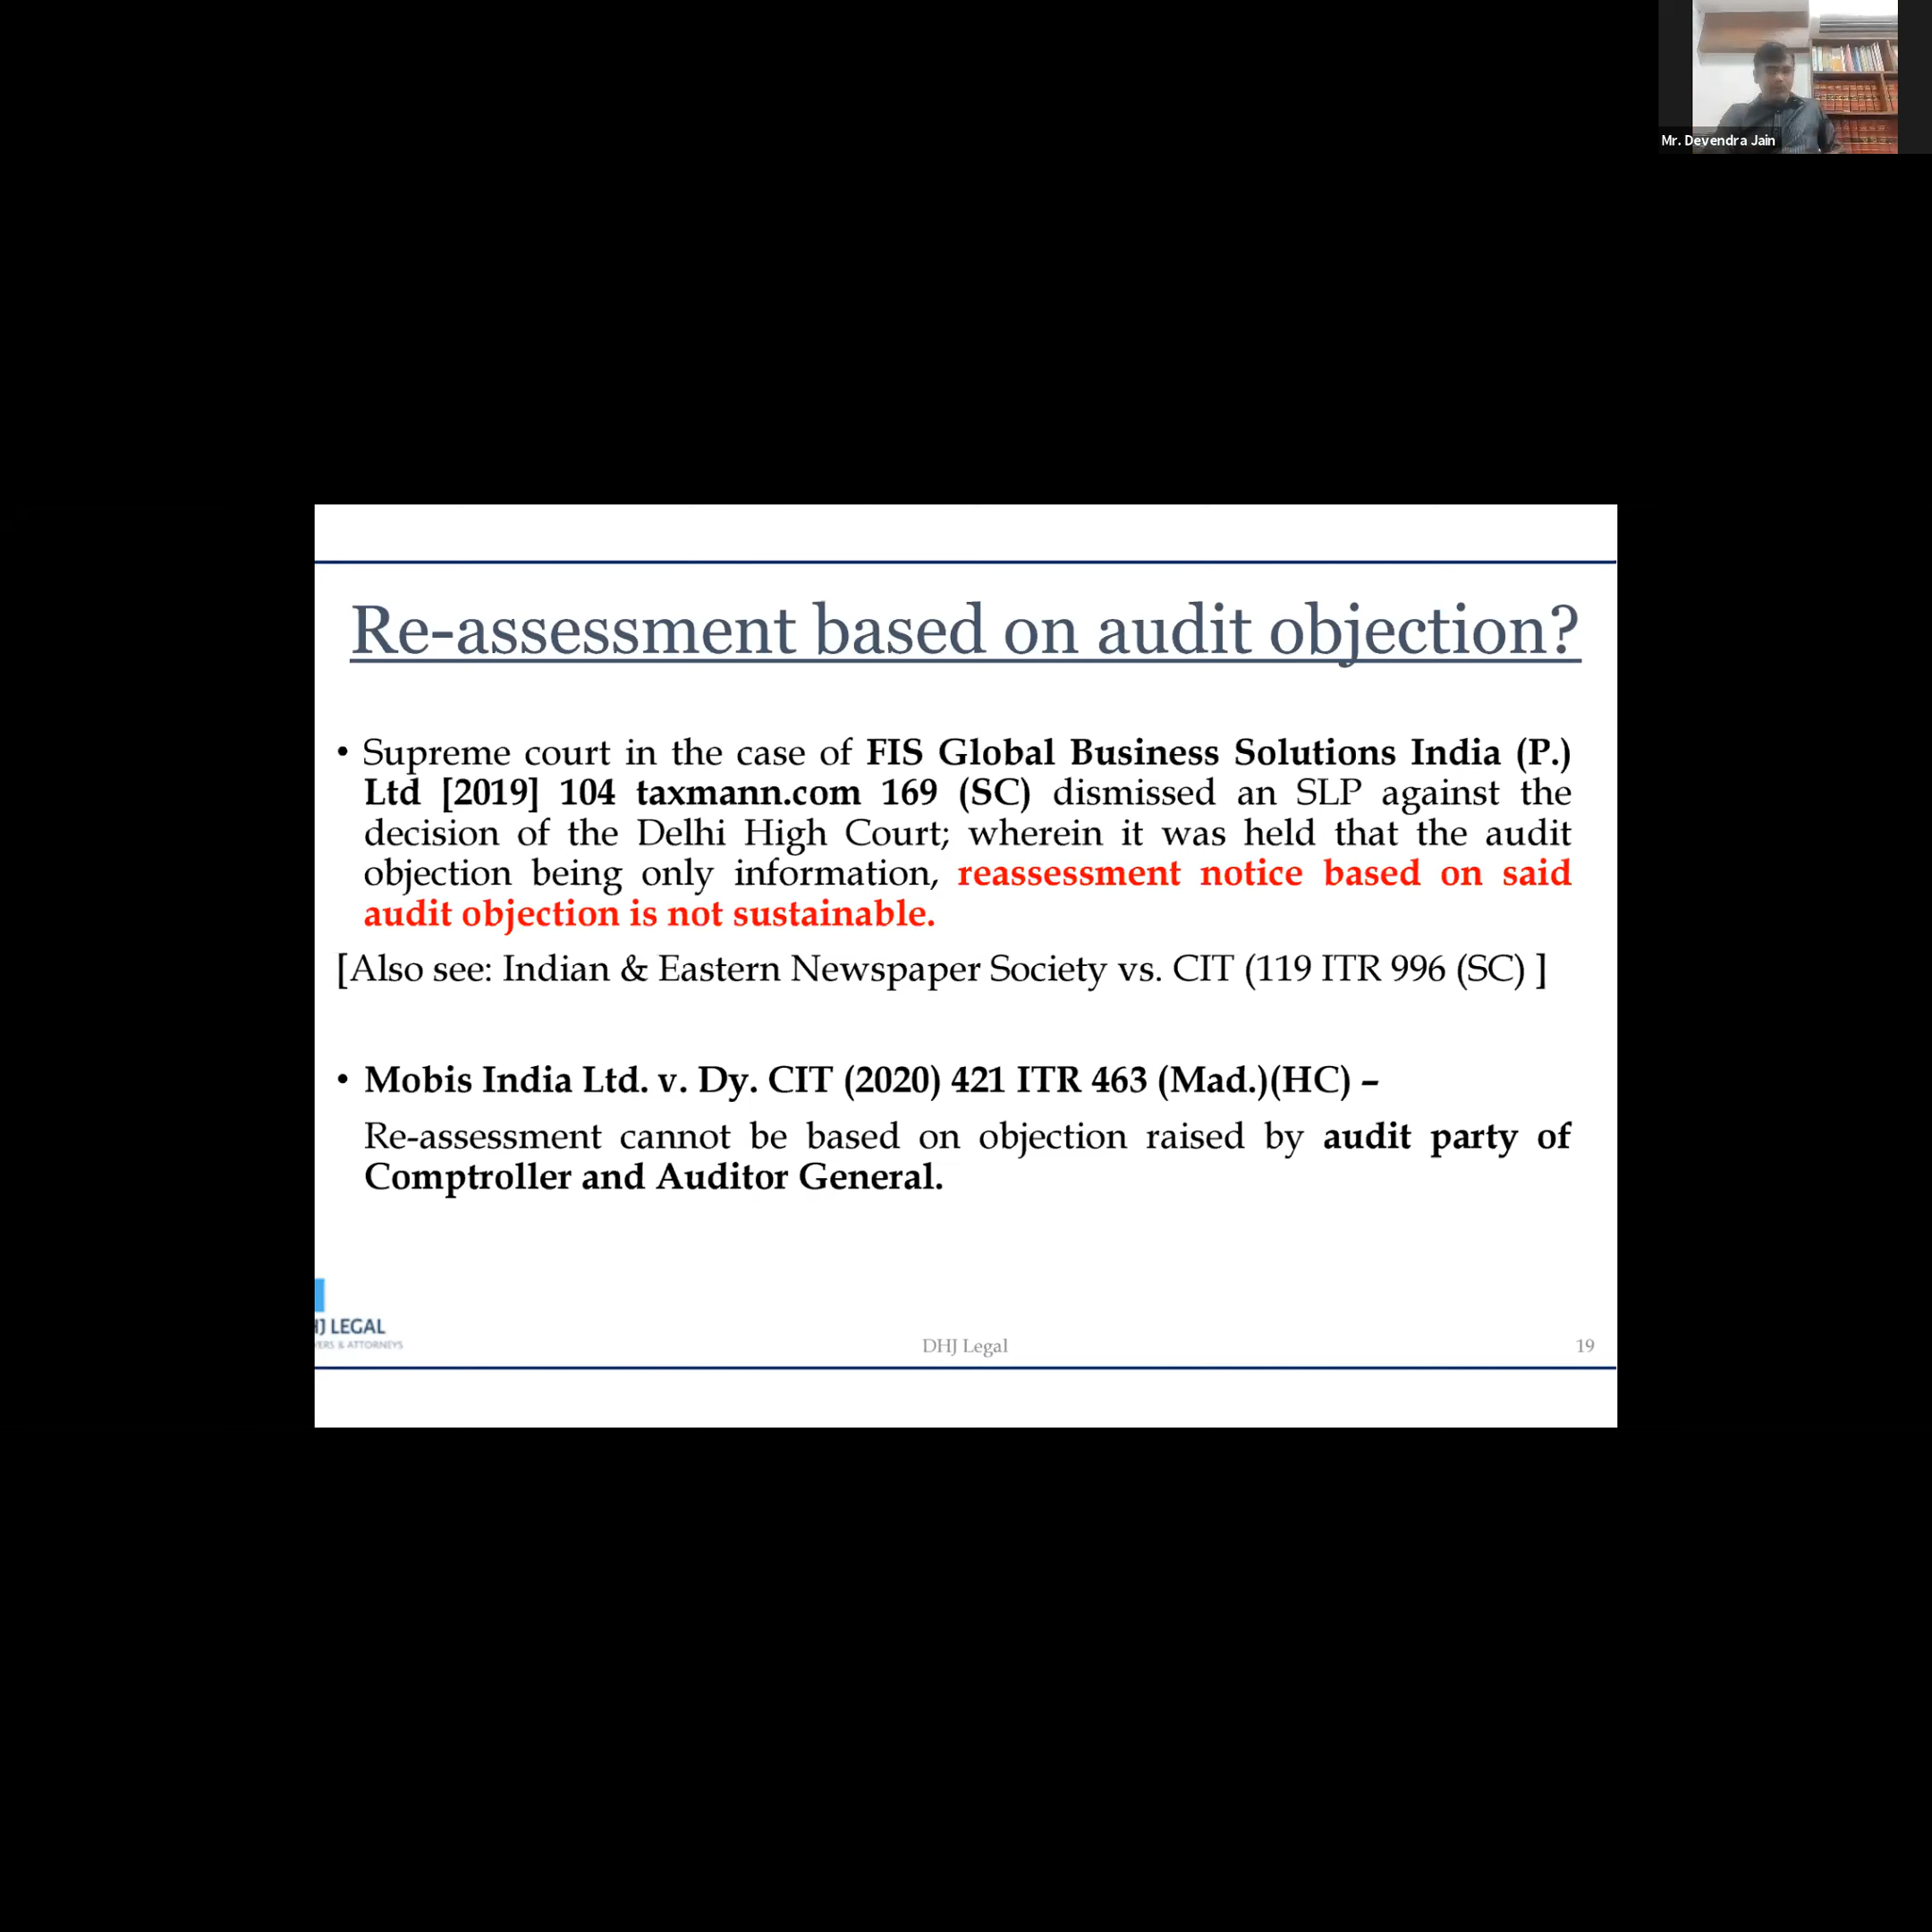 Mr. Devendra Jain
Re-assessment based on audit objection?
• Supreme court in the case of FIS Global Business Solutions India (P.)
Ltd [2019] 104 taxmann.com 169 (SC) dismissed an SLP against the
decision of the Delhi High Court; wherein it was held that the audit
objection being only information, reassessment notice based on said
audit objection is not sustainable.
[Also see: Indian & Eastern Newspaper Society vs. CIT (119 ITR 996 (SC) ]
• Mobis India Ltd. v. Dy. CIT (2020) 421 ITR 463 (Mad.)(HC) –
Re-assessment cannot be based on objection raised by audit party of
Comptroller and Auditor General.
LEGAL
& ATTORNEYS
DHJ Legal
19